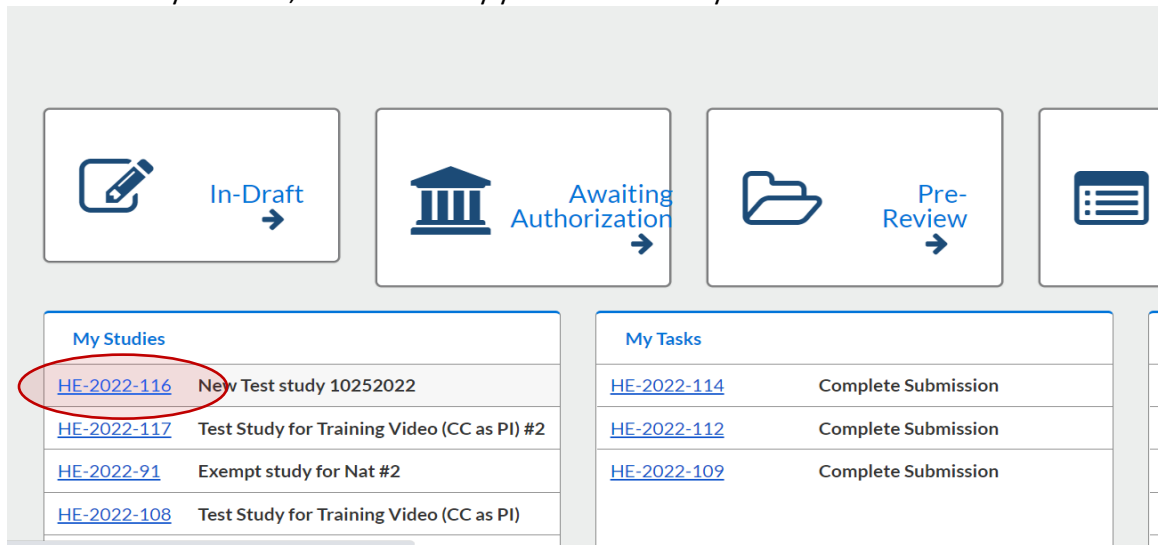 In-Draft
Awaiting
Authorization
Pre-
Review
My Studies
HE-2022-116 New Test study 10252022
HE-2022-117 Test Study for Training Video (CC as PI) #2
HE-2022-91 Exempt study for Nat #2
HE-2022-108 Test Study for Training Video (CC as PI)
My Tasks
HE-2022-114 Complete Submission
HE-2022-112 Complete Submission
HE-2022-109 Complete Submission